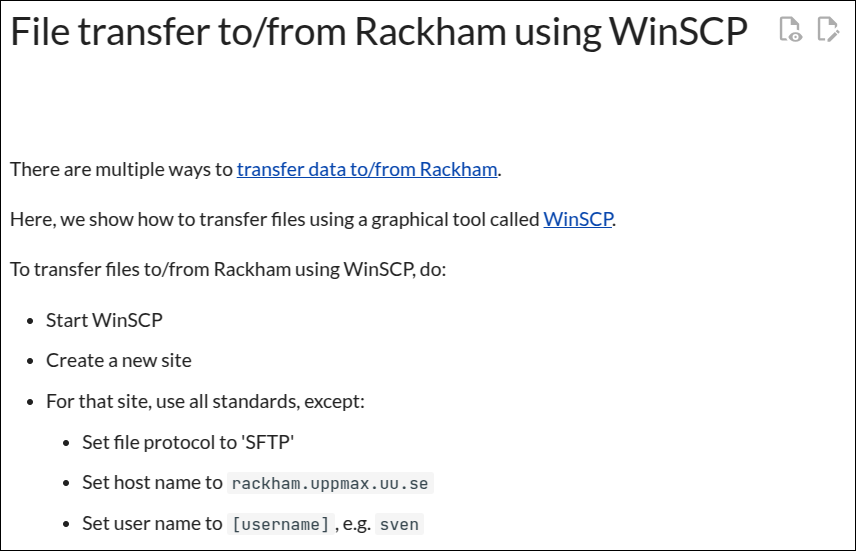 File transfer to/from Rackham using WinSCP
There are multiple ways to transfer data to/from Rackham.
Here, we show how to transfer files using a graphical tool called WinSCP.
To transfer files to/from Rackham using WinSCP, do:
• Start WinSCP
• Create a new site
• For that site, use all standards, except:
• Set file protocol to 'SFTP'
• Set host name to rackham.uppmax.uu.se
• Set user name to [username], e.g. sven